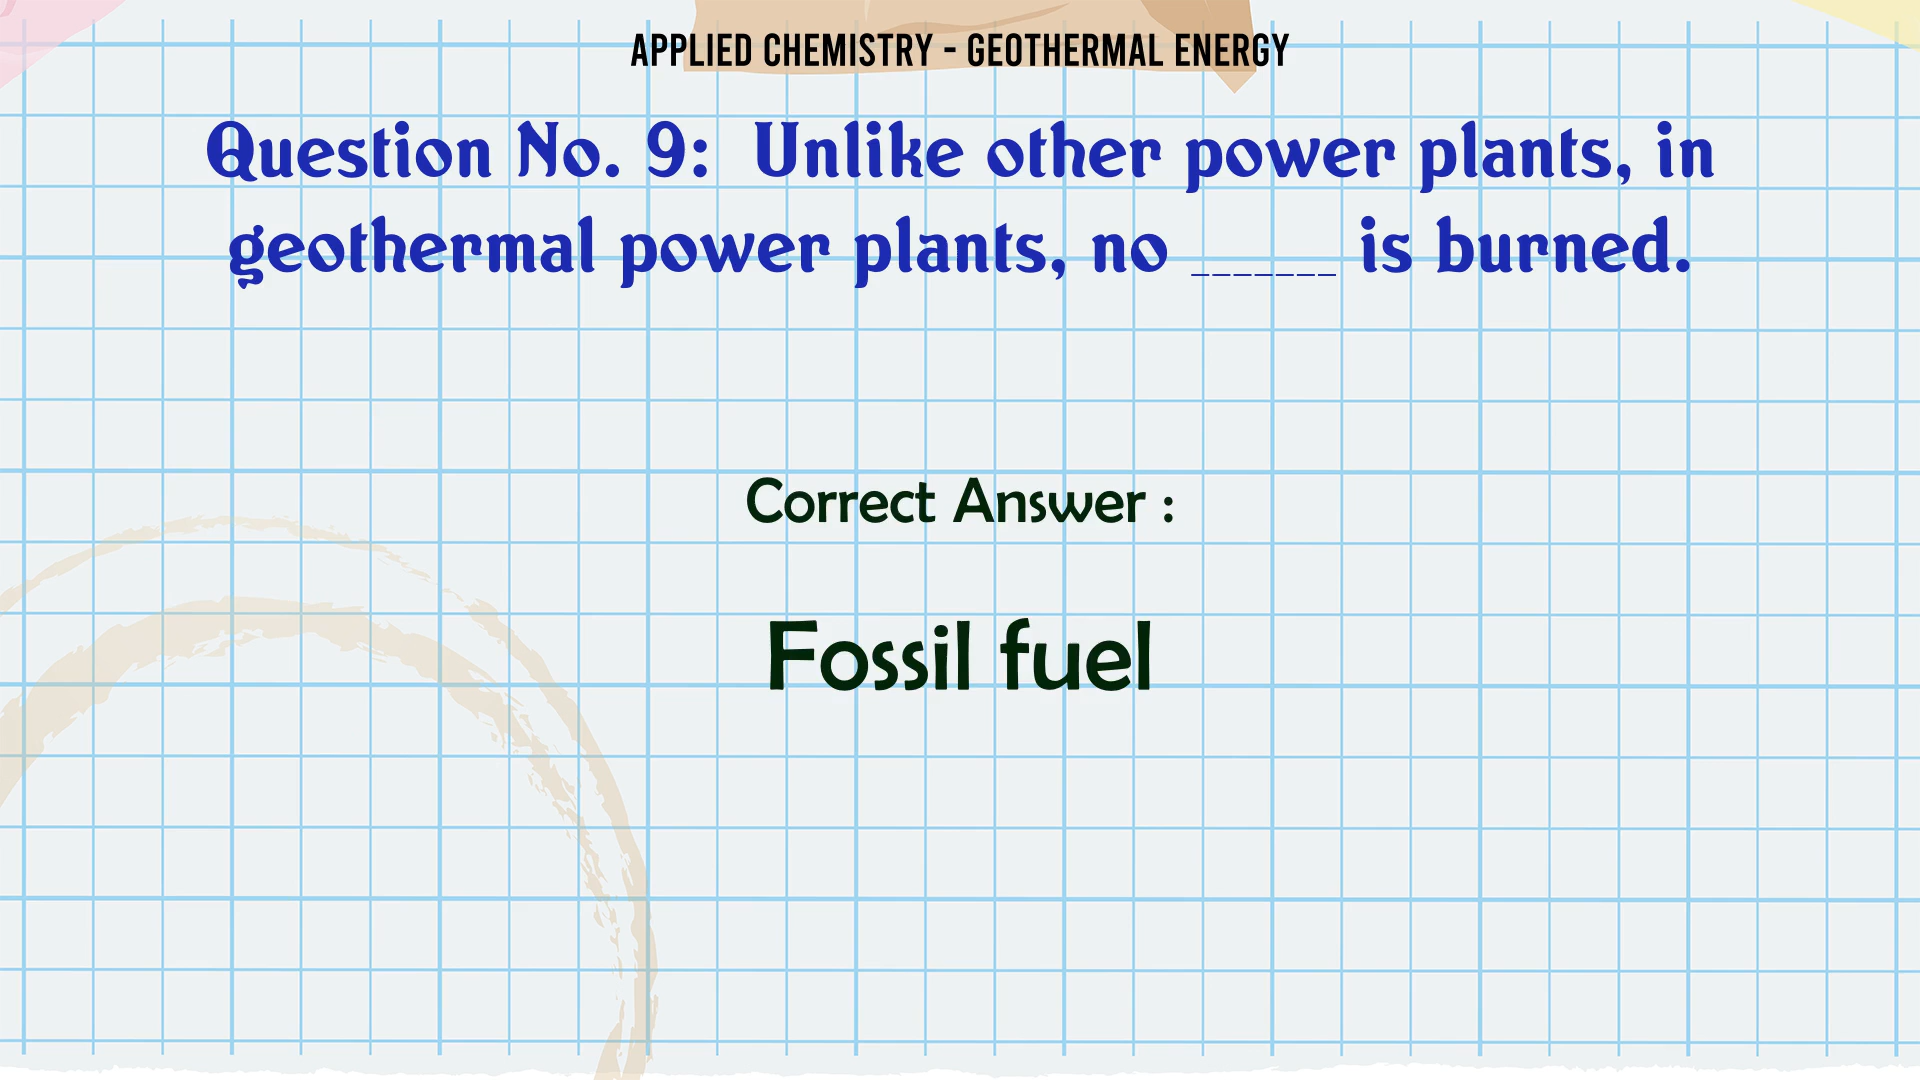 APPLIED CHEMISTRY - GEOTHERMAL ENERGY
Question No. 9:  Unlike other power plants, in
geothermal power plants, no _______ is burned.
Correct Answer :
Fossil fuel